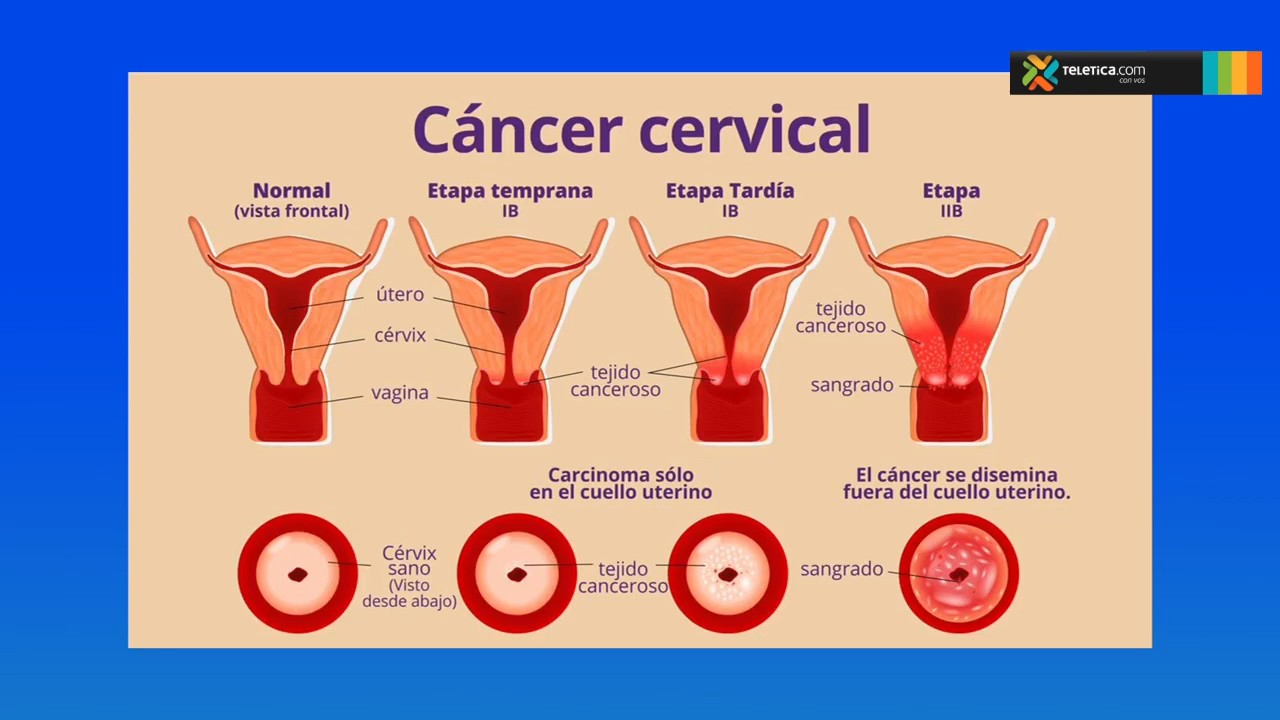 TELETICA.COM
con vos
Cáncer cervical
Normal
(vista frontal)
Etapa temprana
IB
Etapa Tardía
IB
Etapa
IIB
útero
cérvix
vagina
tejido
canceroso
tejido
canceroso
sangrado
Carcinoma sólo
en el cuello uterino
El cáncer se disemina
fuera del cuello uterino.
Cérvix
sano
(Visto
desde abajo)
tejido
canceroso
sangrado